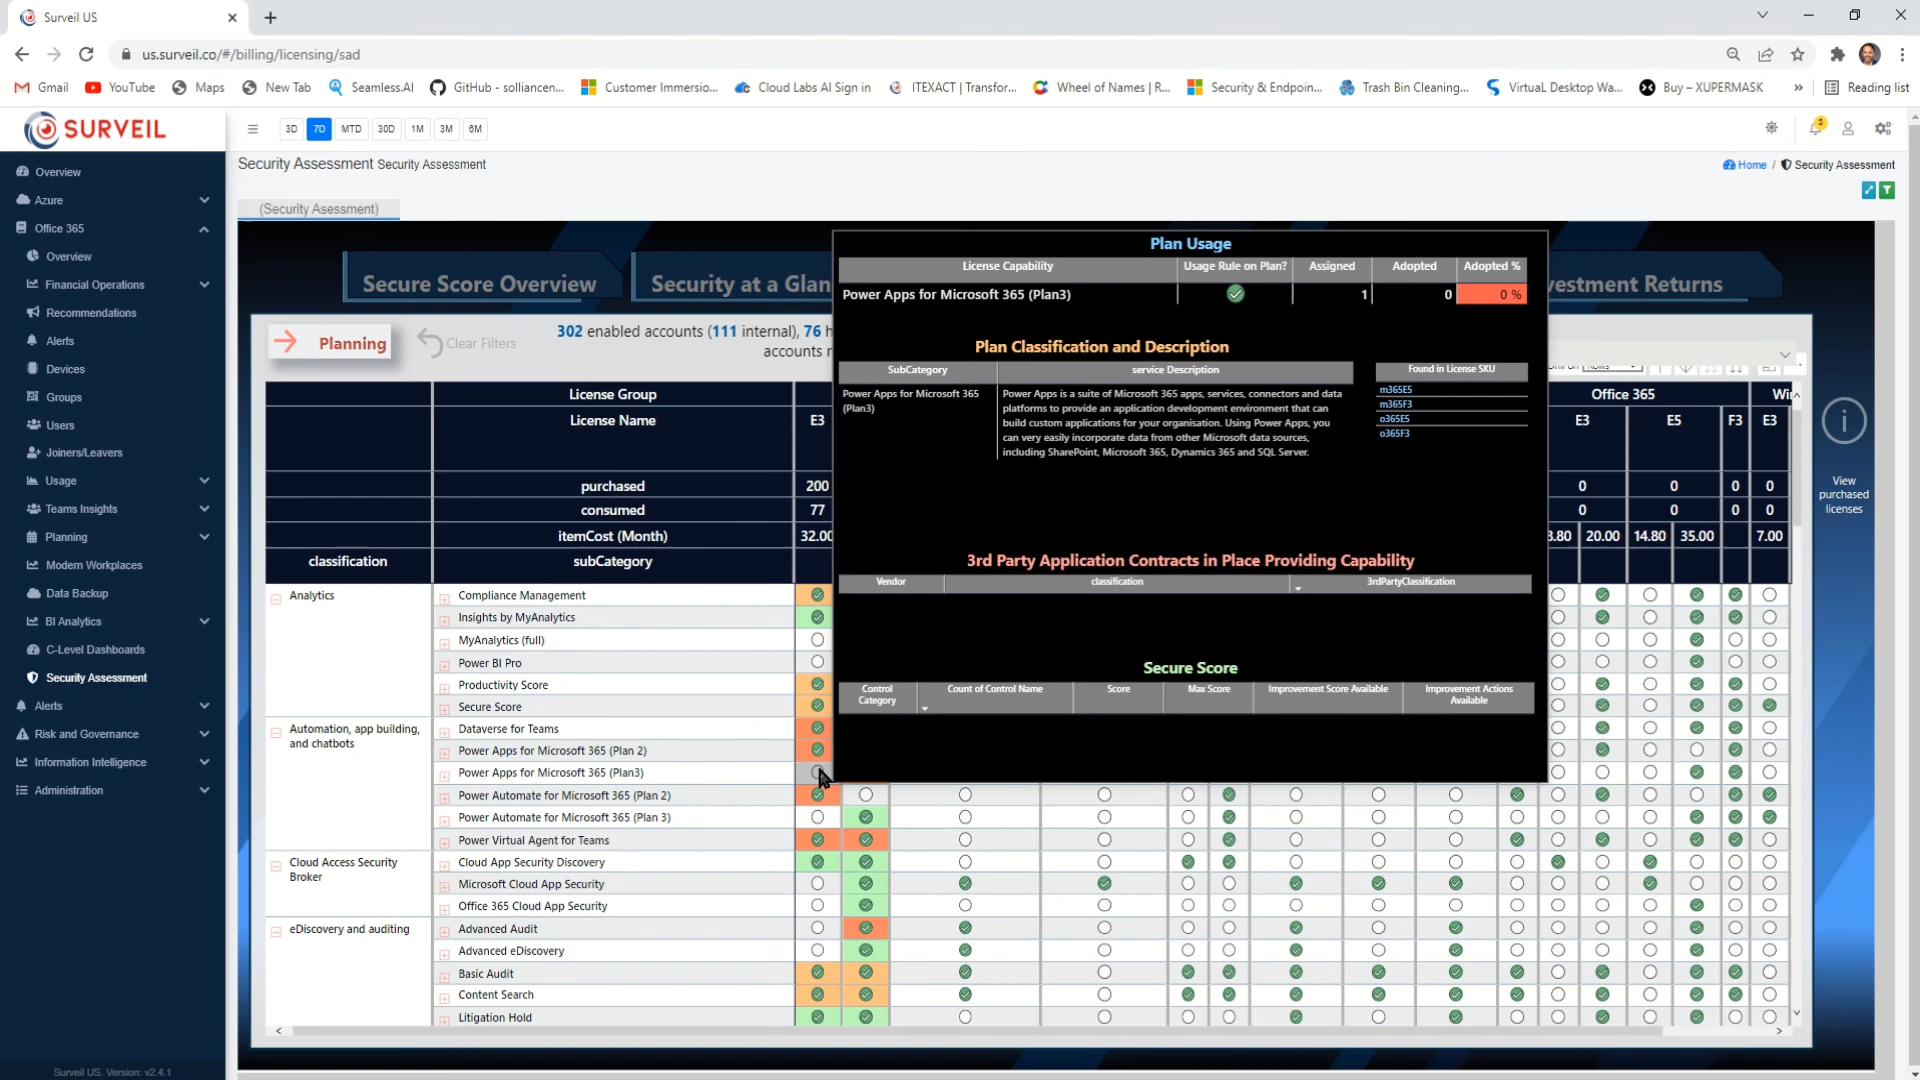 Surveil US
us.surveil.co/#/billing/licensing/sad
Gmail YouTube Maps New Tab Seamless.AI GitHub - solliancen... Customer Immersio... Cloud Labs AI Sign in ITEXACT | Transfor... Wheel of Names | R... Security & Endpoin... Trash Bin Cleaning,... VirtuaL Desktop Wa... Buy – XUPERMASK » Reading list
SURVEIL
3D 7D MTD 30D 1M 3M 6M
3
Security Assessment Security Assessment
Home / Security Assessment
(Security Asessment)
Overview
Azure
Office 365
Overview
Financial Operations
Recommendations
Alerts
Devices
Groups
Users
Joiners/Leavers
Usage
Teams Insights
Planning
Modern Workplaces
Data Backup
BI Analytics
C-Level Dashboards
Security Assessment
Alerts
Risk and Governance
Information Intelligence
Administration
Surveil US. Version: v2.4.1
Secure Score Overview
Security at a Glan
vestment Returns
Planning
Clear Filters
302 enabled accounts (111 internal), 76 h
accounts r
View
purchased
licenses
License Group
Office 365
Wi
License Name
E3
E3 E5 F3 E3
purchased 200
0 0 0 0
consumed 77
0 0 0 0
itemCost (Month) 32.00
3.80 20.00 14.80 35.00 7.00
classification subCategory
Analytics
Compliance Management
Insights by MyAnalytics
MyAnalytics (full)
Power BI Pro
Productivity Score
Secure Score
Automation, app building,
and chatbots
Dataverse for Teams
Power Apps for Microsoft 365 (Plan 2)
Power Apps for Microsoft 365 (Plan3)
Power Automate for Microsoft 365 (Plan 2)
Power Automate for Microsoft 365 (Plan 3)
Power Virtual Agent for Teams
Cloud Access Security
Broker
Cloud App Security Discovery
Microsoft Cloud App Security
Office 365 Cloud App Security
eDiscovery and auditing
Advanced Audit
Advanced eDiscovery
Basic Audit
Content Search
Litigation Hold
Plan Usage
License Capability Usage Rule on Plan? Assigned Adopted Adopted %
Power Apps for Microsoft 365 (Plan3) 1 0 0 %
Plan Classification and Description
SubCategory service Description
Power Apps for Microsoft 365
(Plan3)
Power Apps is a suite of Microsoft 365 apps, services, connectors and data
platforms to provide an application development environment that can
build custom applications for your organisation. Using Power Apps, you
can very easily incorporate data from other Microsoft data sources,
including SharePoint, Microsoft 365, Dynamics 365 and SQL Server.
Found in License SKU
m365E5
m365F3
o365E5
o365F3
3rd Party Application Contracts in Place Providing Capability
Vendor classification 3rdPartyClassification
Secure Score
Control
Category
Count of Control Name Score Max Score Improvement Score Available
Improvement Actions
Available